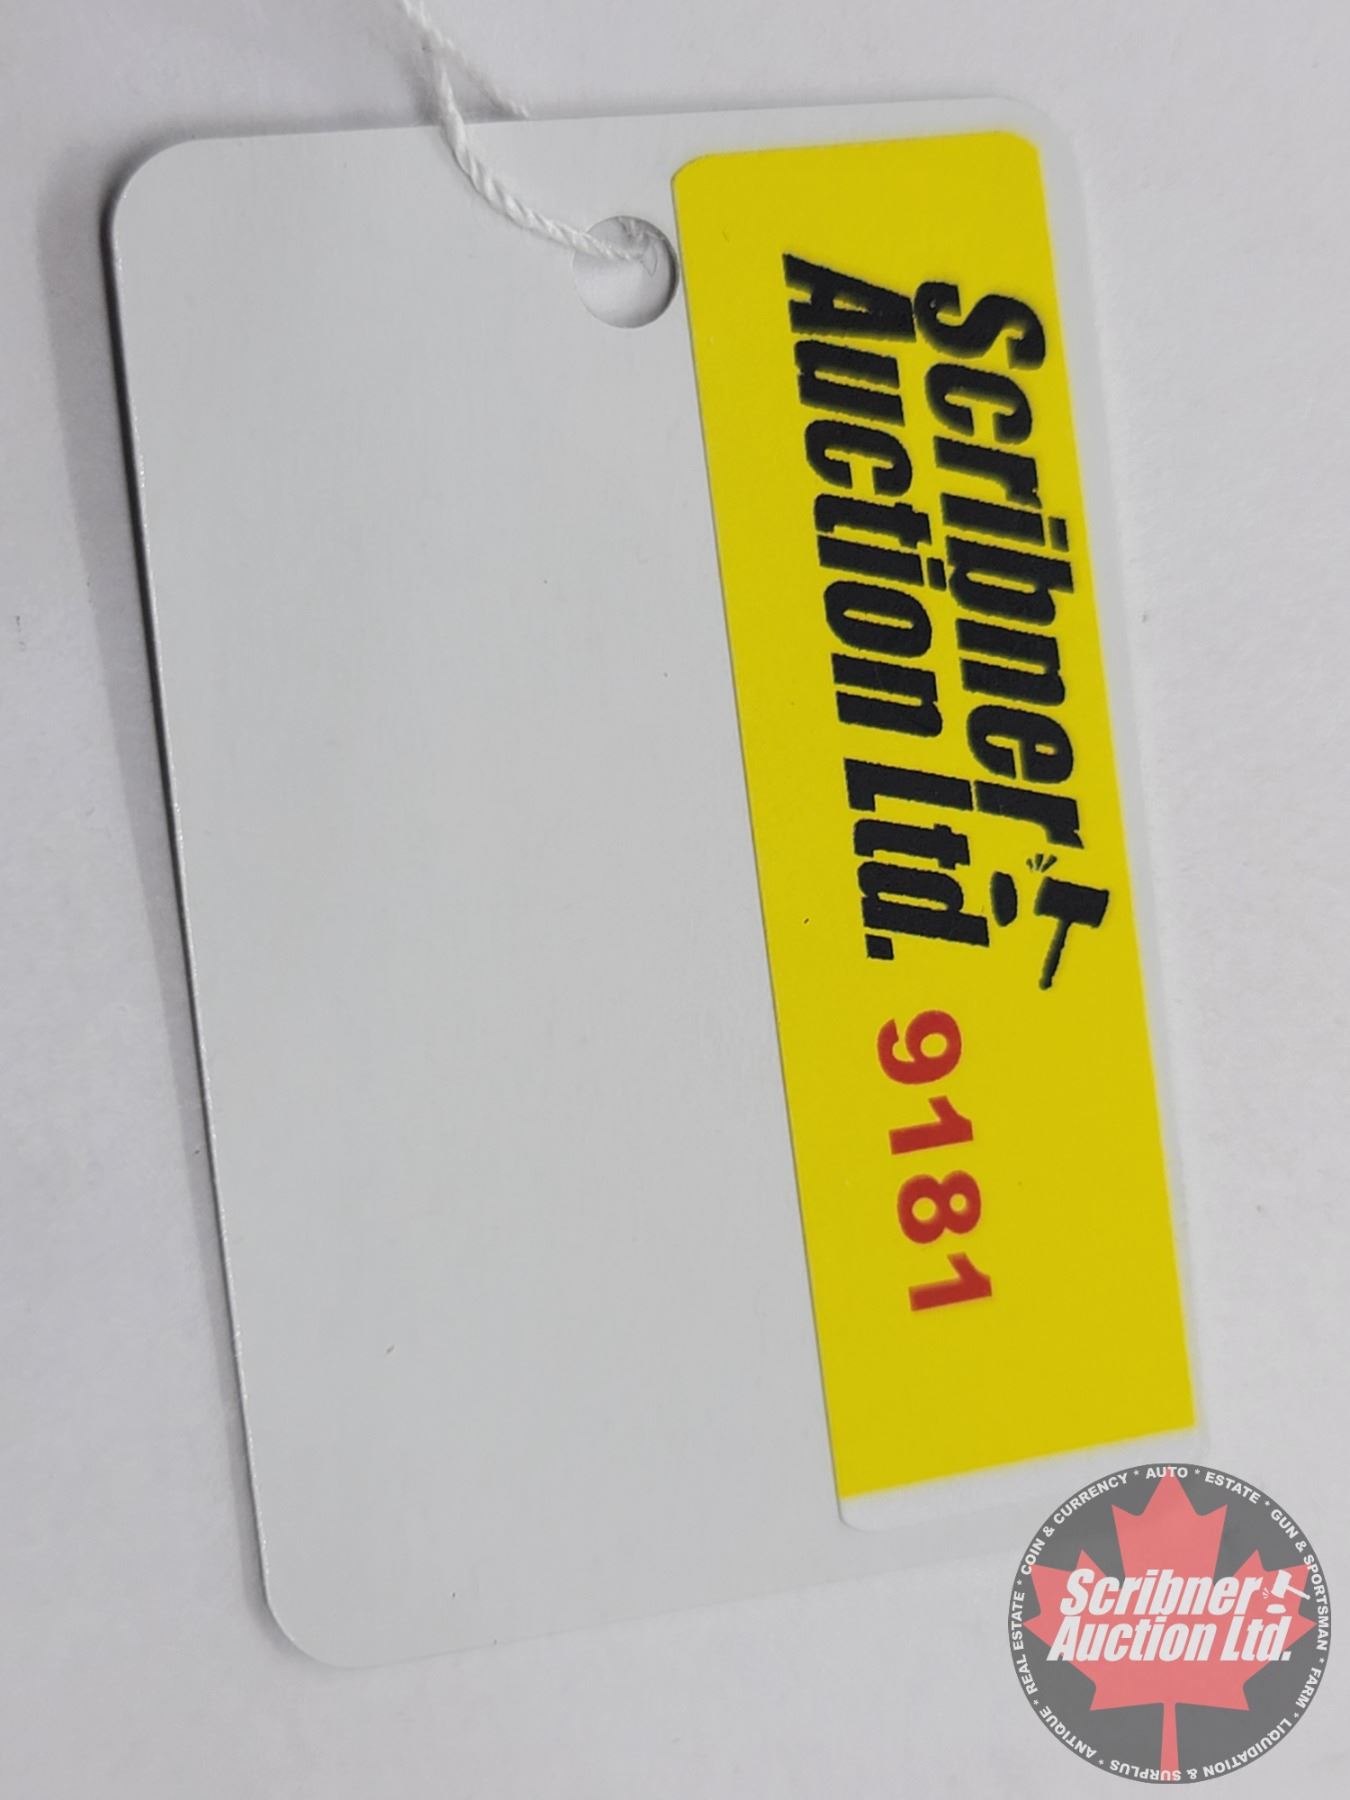 Scribner
Auction Ltd. 9181
COIN & CURRENCY * AUTO * ESTATE * GUN & SPORTSMAN * FARM * LIQUIDATION & SURPLUS * ANTIQUE * REAL ESTATE *
Scribner
Auction Ltd.